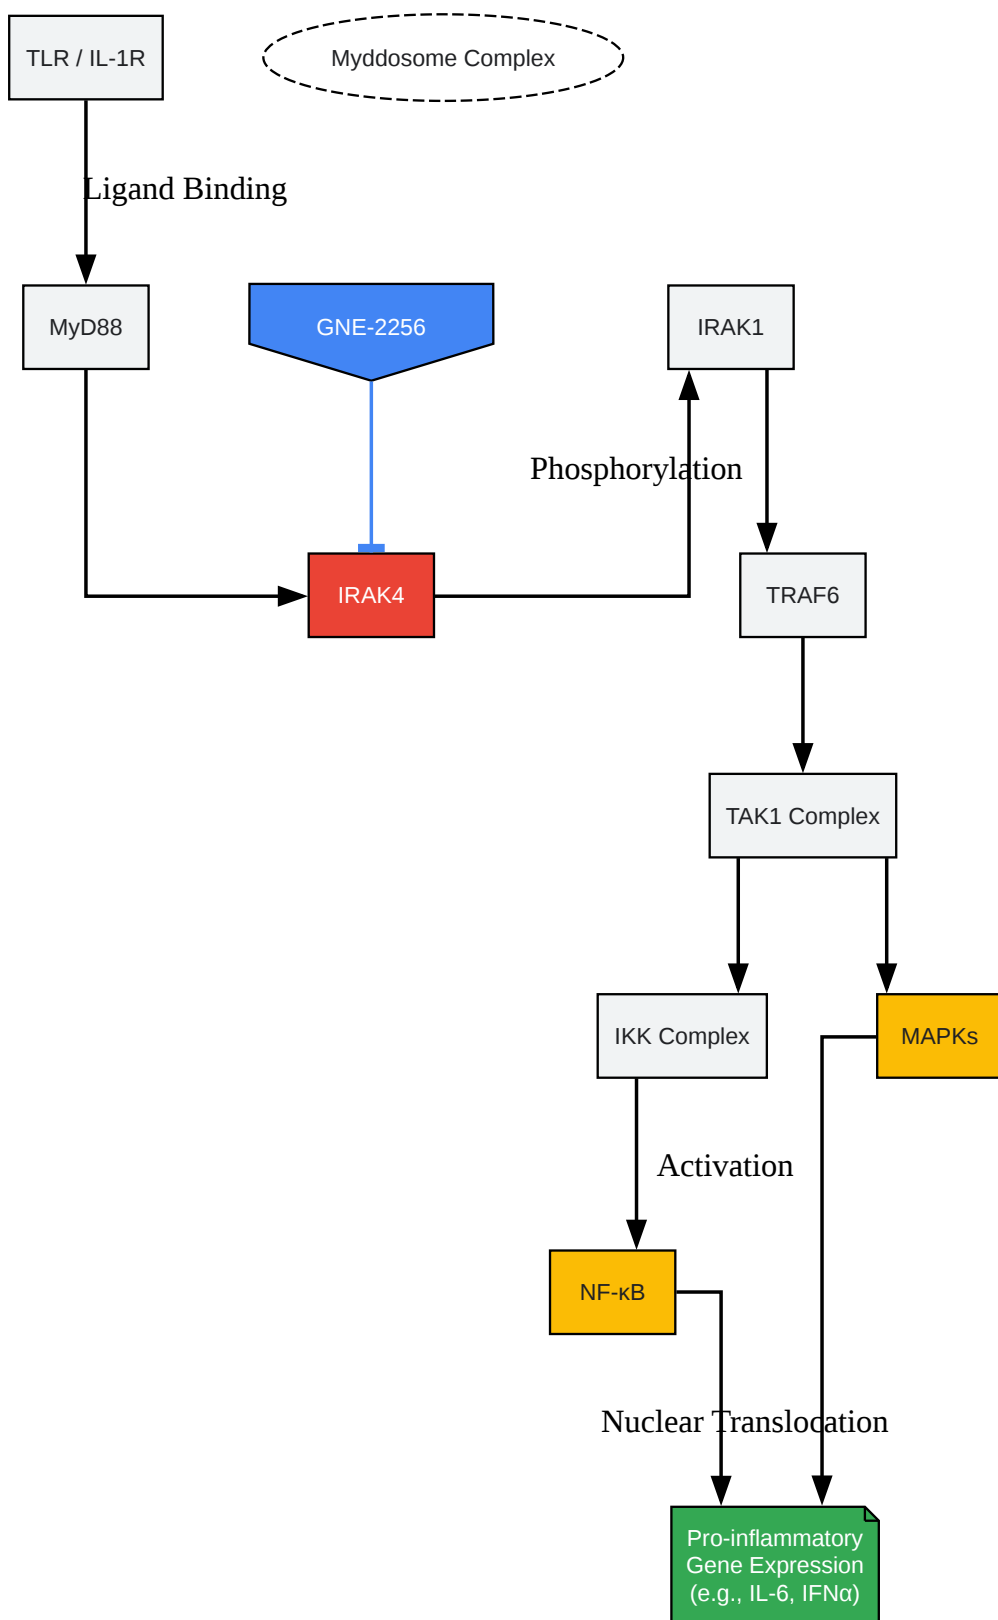 TLR / IL-1R
Myddosome Complex
Ligand Binding
MyD88
GNE-2256
IRAK1
Phosphorylation
IRAK4
TRAF6
TAK1 Complex
IKK Complex
MAPKs
Activation
NF-κB
Nuclear Translocation
Pro-inflammatory
Gene Expression
(e.g., IL-6, IFNα)